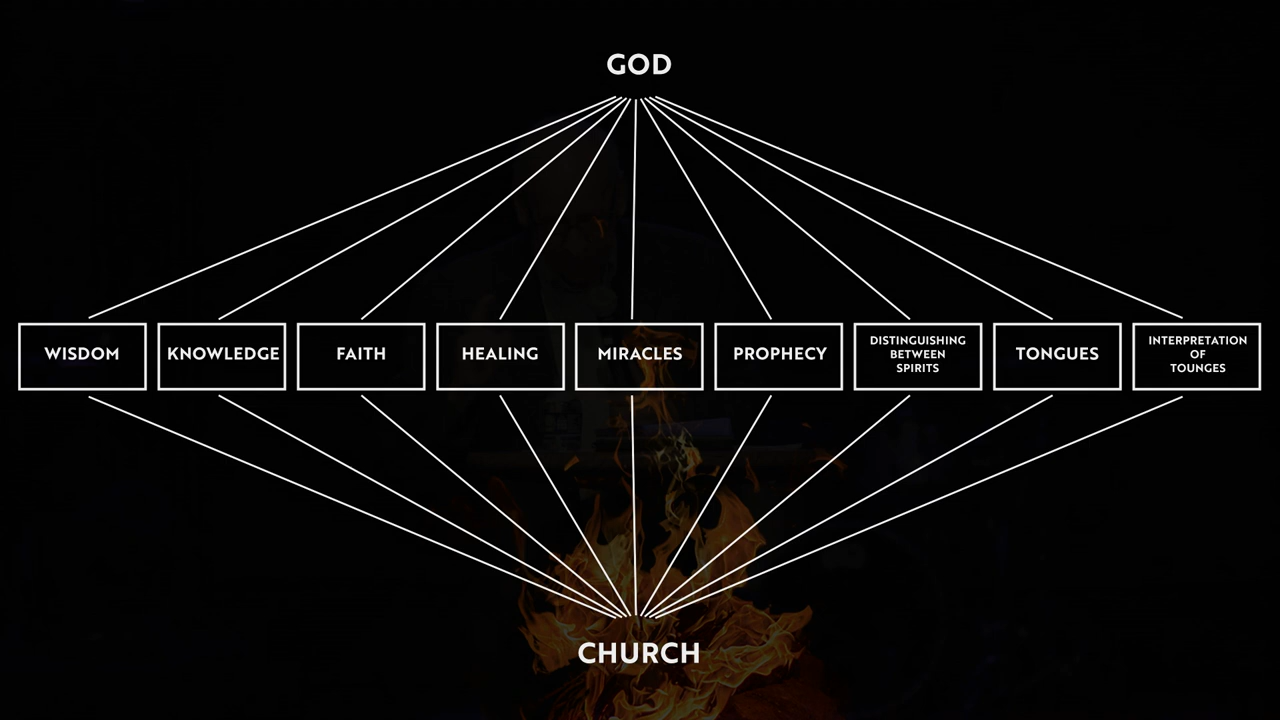 GOD
WISDOM
KNOWLEDGE
FAITH
HEALING
MIRACLES
PROPHECY
DISTINGUISHING
BETWEEN
SPIRITS
TONGUES
INTERPRETATION
OF
TOUNGES
CHURCH